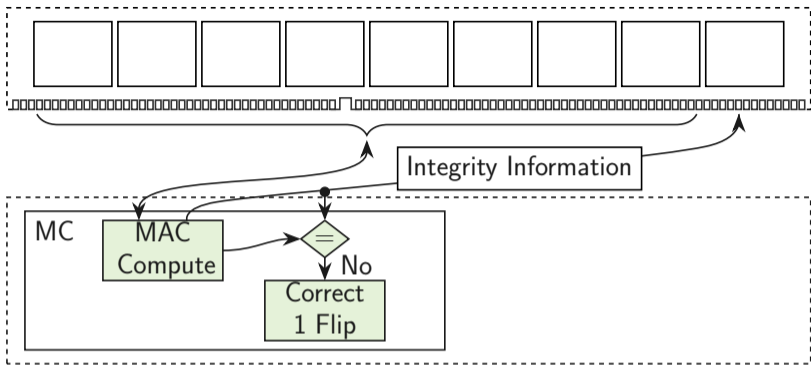 Integrity Information
MC
MAC
Compute
=
No
Correct
1 Flip